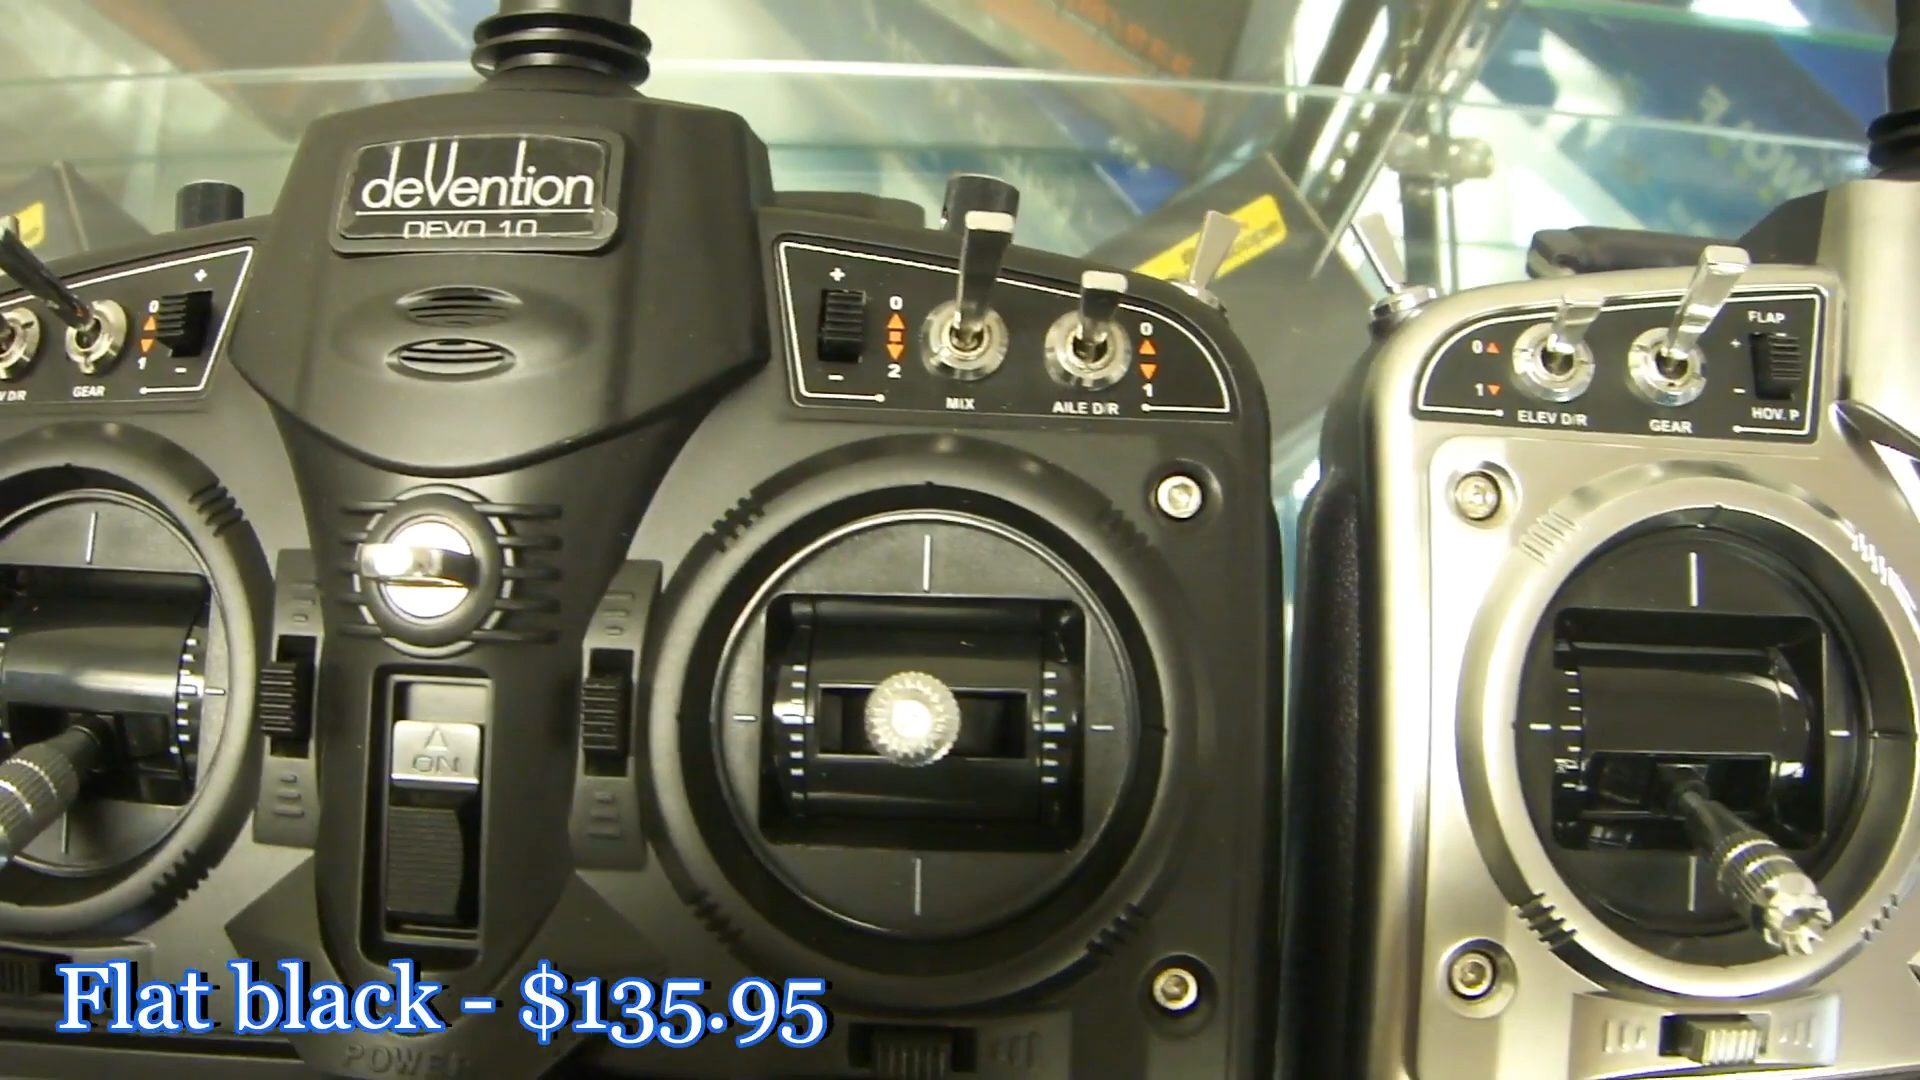 deVention
DEVO 10
+
0
1
-
GEAR
+
-
0
2
MIX
AILE D/R
0
1
0
1
ELEV D/R
GEAR
FLAP
+
-
HOV. P
ON
POWER
Flat black - $135.95